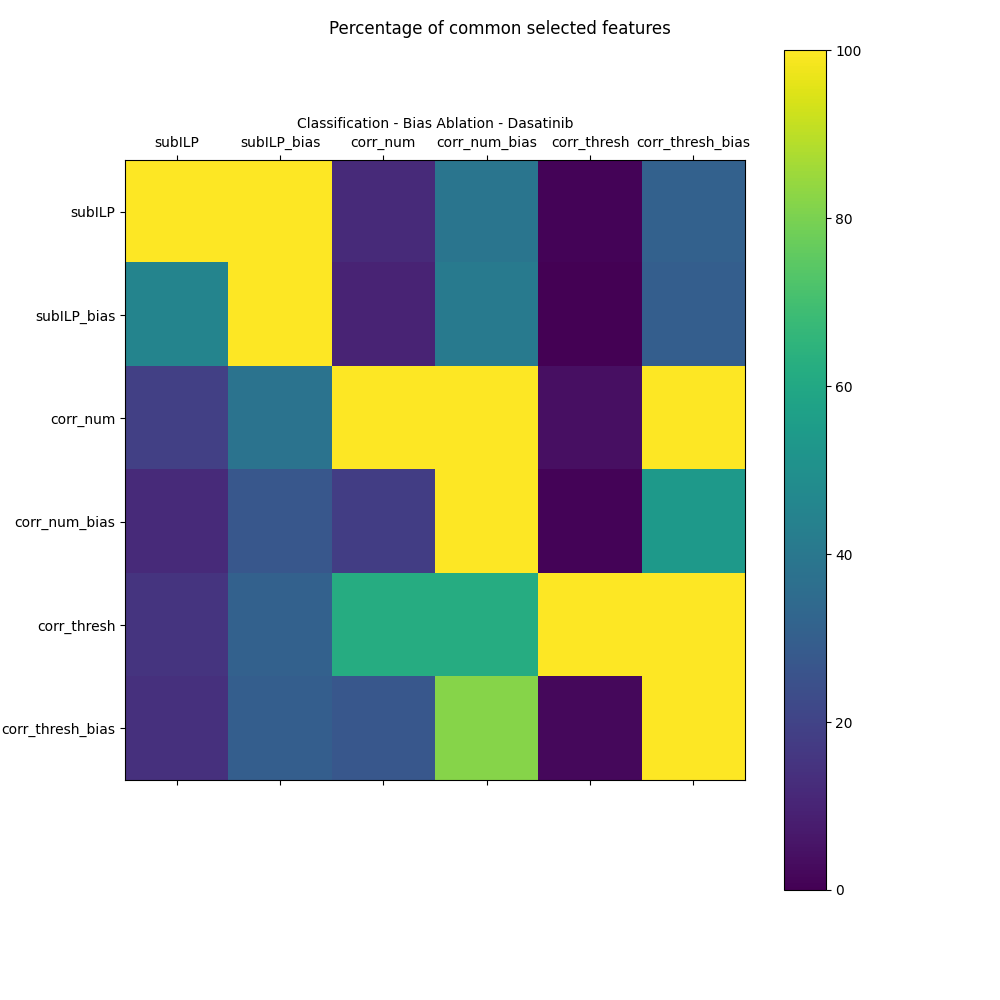 Percentage of common selected features
Classification - Bias Ablation - Dasatinib
subILP subILP_bias corr_num corr_num_bias corr_thresh corr_thresh_bias
subILP
subILP_bias
corr_num
corr_num_bias
corr_thresh
corr_thresh_bias
100
80
60
40
20
0